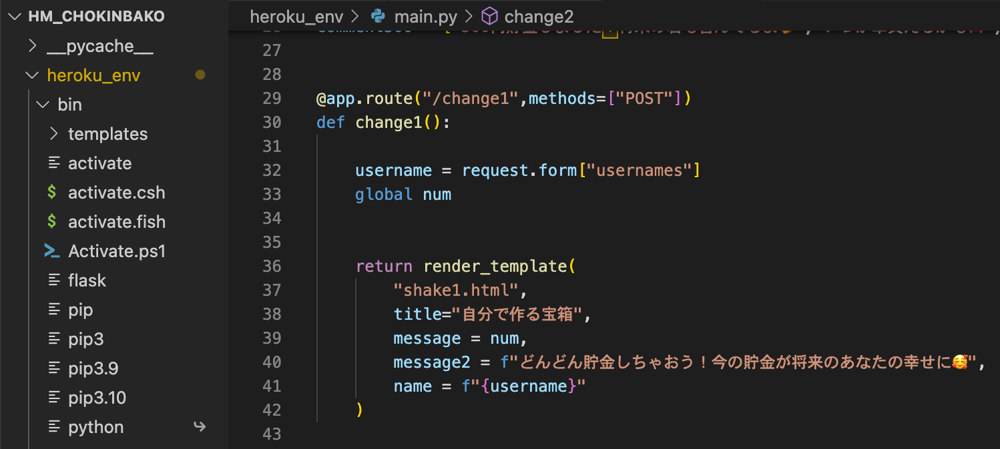 HM_CHOKINBAKO
__pycache__
heroku_env
bin
templates
activate
$ activate.csh
$ activate.fish
Activate.ps1
flask
pip
pip3
pip3.9
pip3.10
python
heroku_env > main.py > change2
27
28
29 @app.route("/change1",methods=["POST"])
30 def change1():
31
32 username = request.form["usernames"]
33 global num
34
35
36 return render_template(
37 "shake1.html",
38 title="自分で作る宝箱",
39 message = num,
40 message2 = f"どんどん貯金しちゃおう！今の貯金が将来のあなたの幸せに🥰",
41 name = f"{username}"
42 )
43